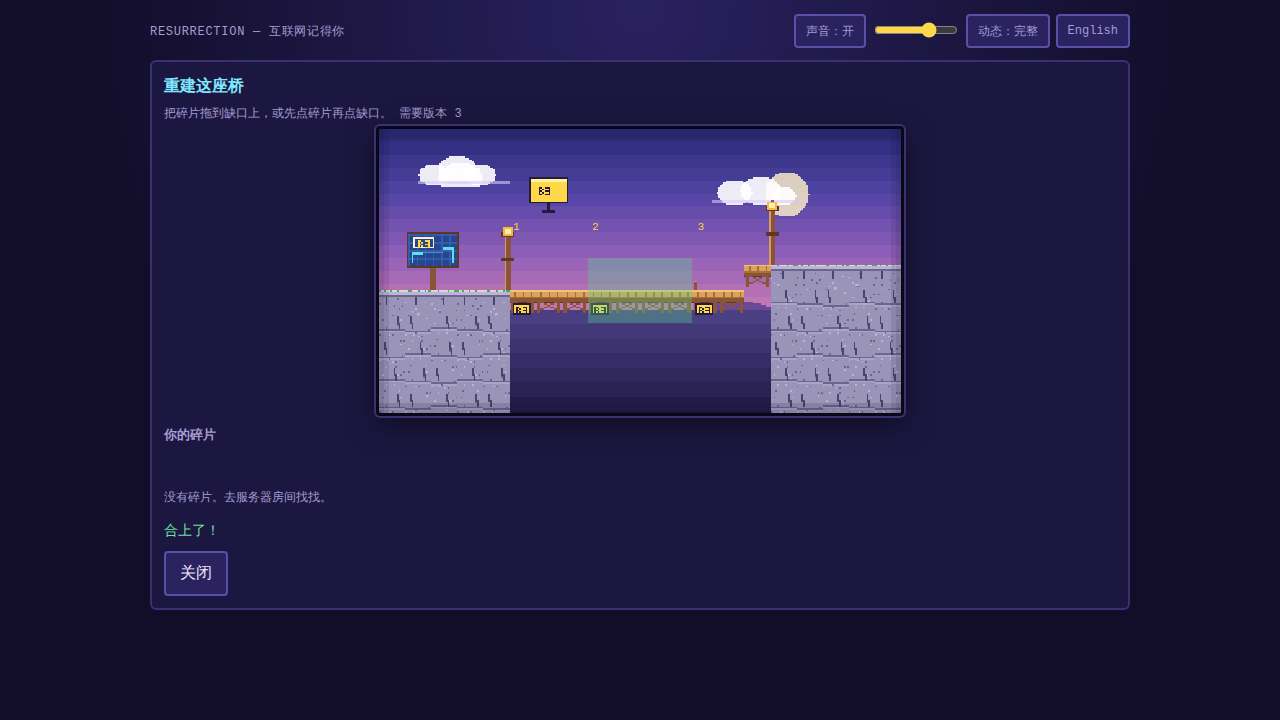 RESURRECTION — 互联网记得你
声音：开
动态：完整
English
重建这座桥
把碎片拖到缺口上，或先点碎片再点缺口。 需要版本 3
1
2
3
你的碎片
没有碎片。去服务器房间找找。
合上了！
关闭